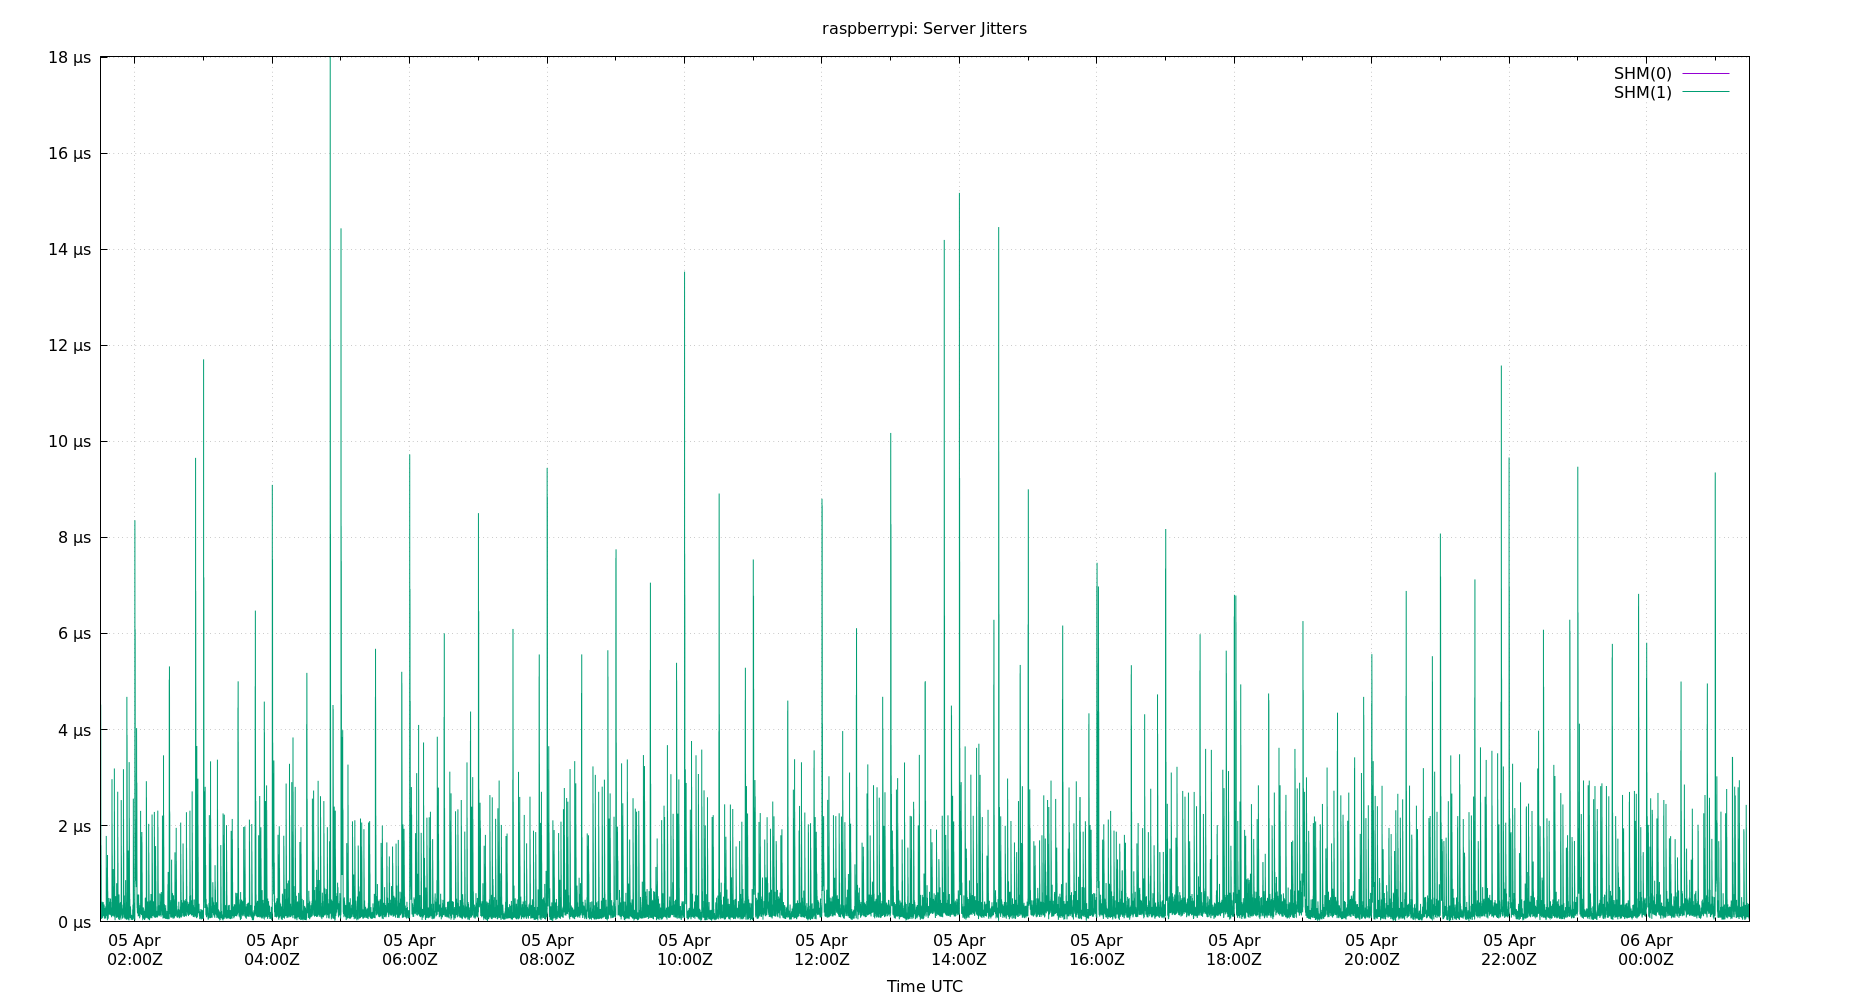 raspberrypi: Server Jitters
18 µs
16 µs
14 µs
12 µs
10 µs
8 µs
6 µs
4 µs
2 µs
0 µs
SHM(0)
SHM(1)
05 Apr 05 Apr 05 Apr 05 Apr 05 Apr 05 Apr 05 Apr 05 Apr 05 Apr 05 Apr 05 Apr 06 Apr
02:00Z 04:00Z 06:00Z 08:00Z 10:00Z 12:00Z 14:00Z 16:00Z 18:00Z 20:00Z 22:00Z 00:00Z
Time UTC